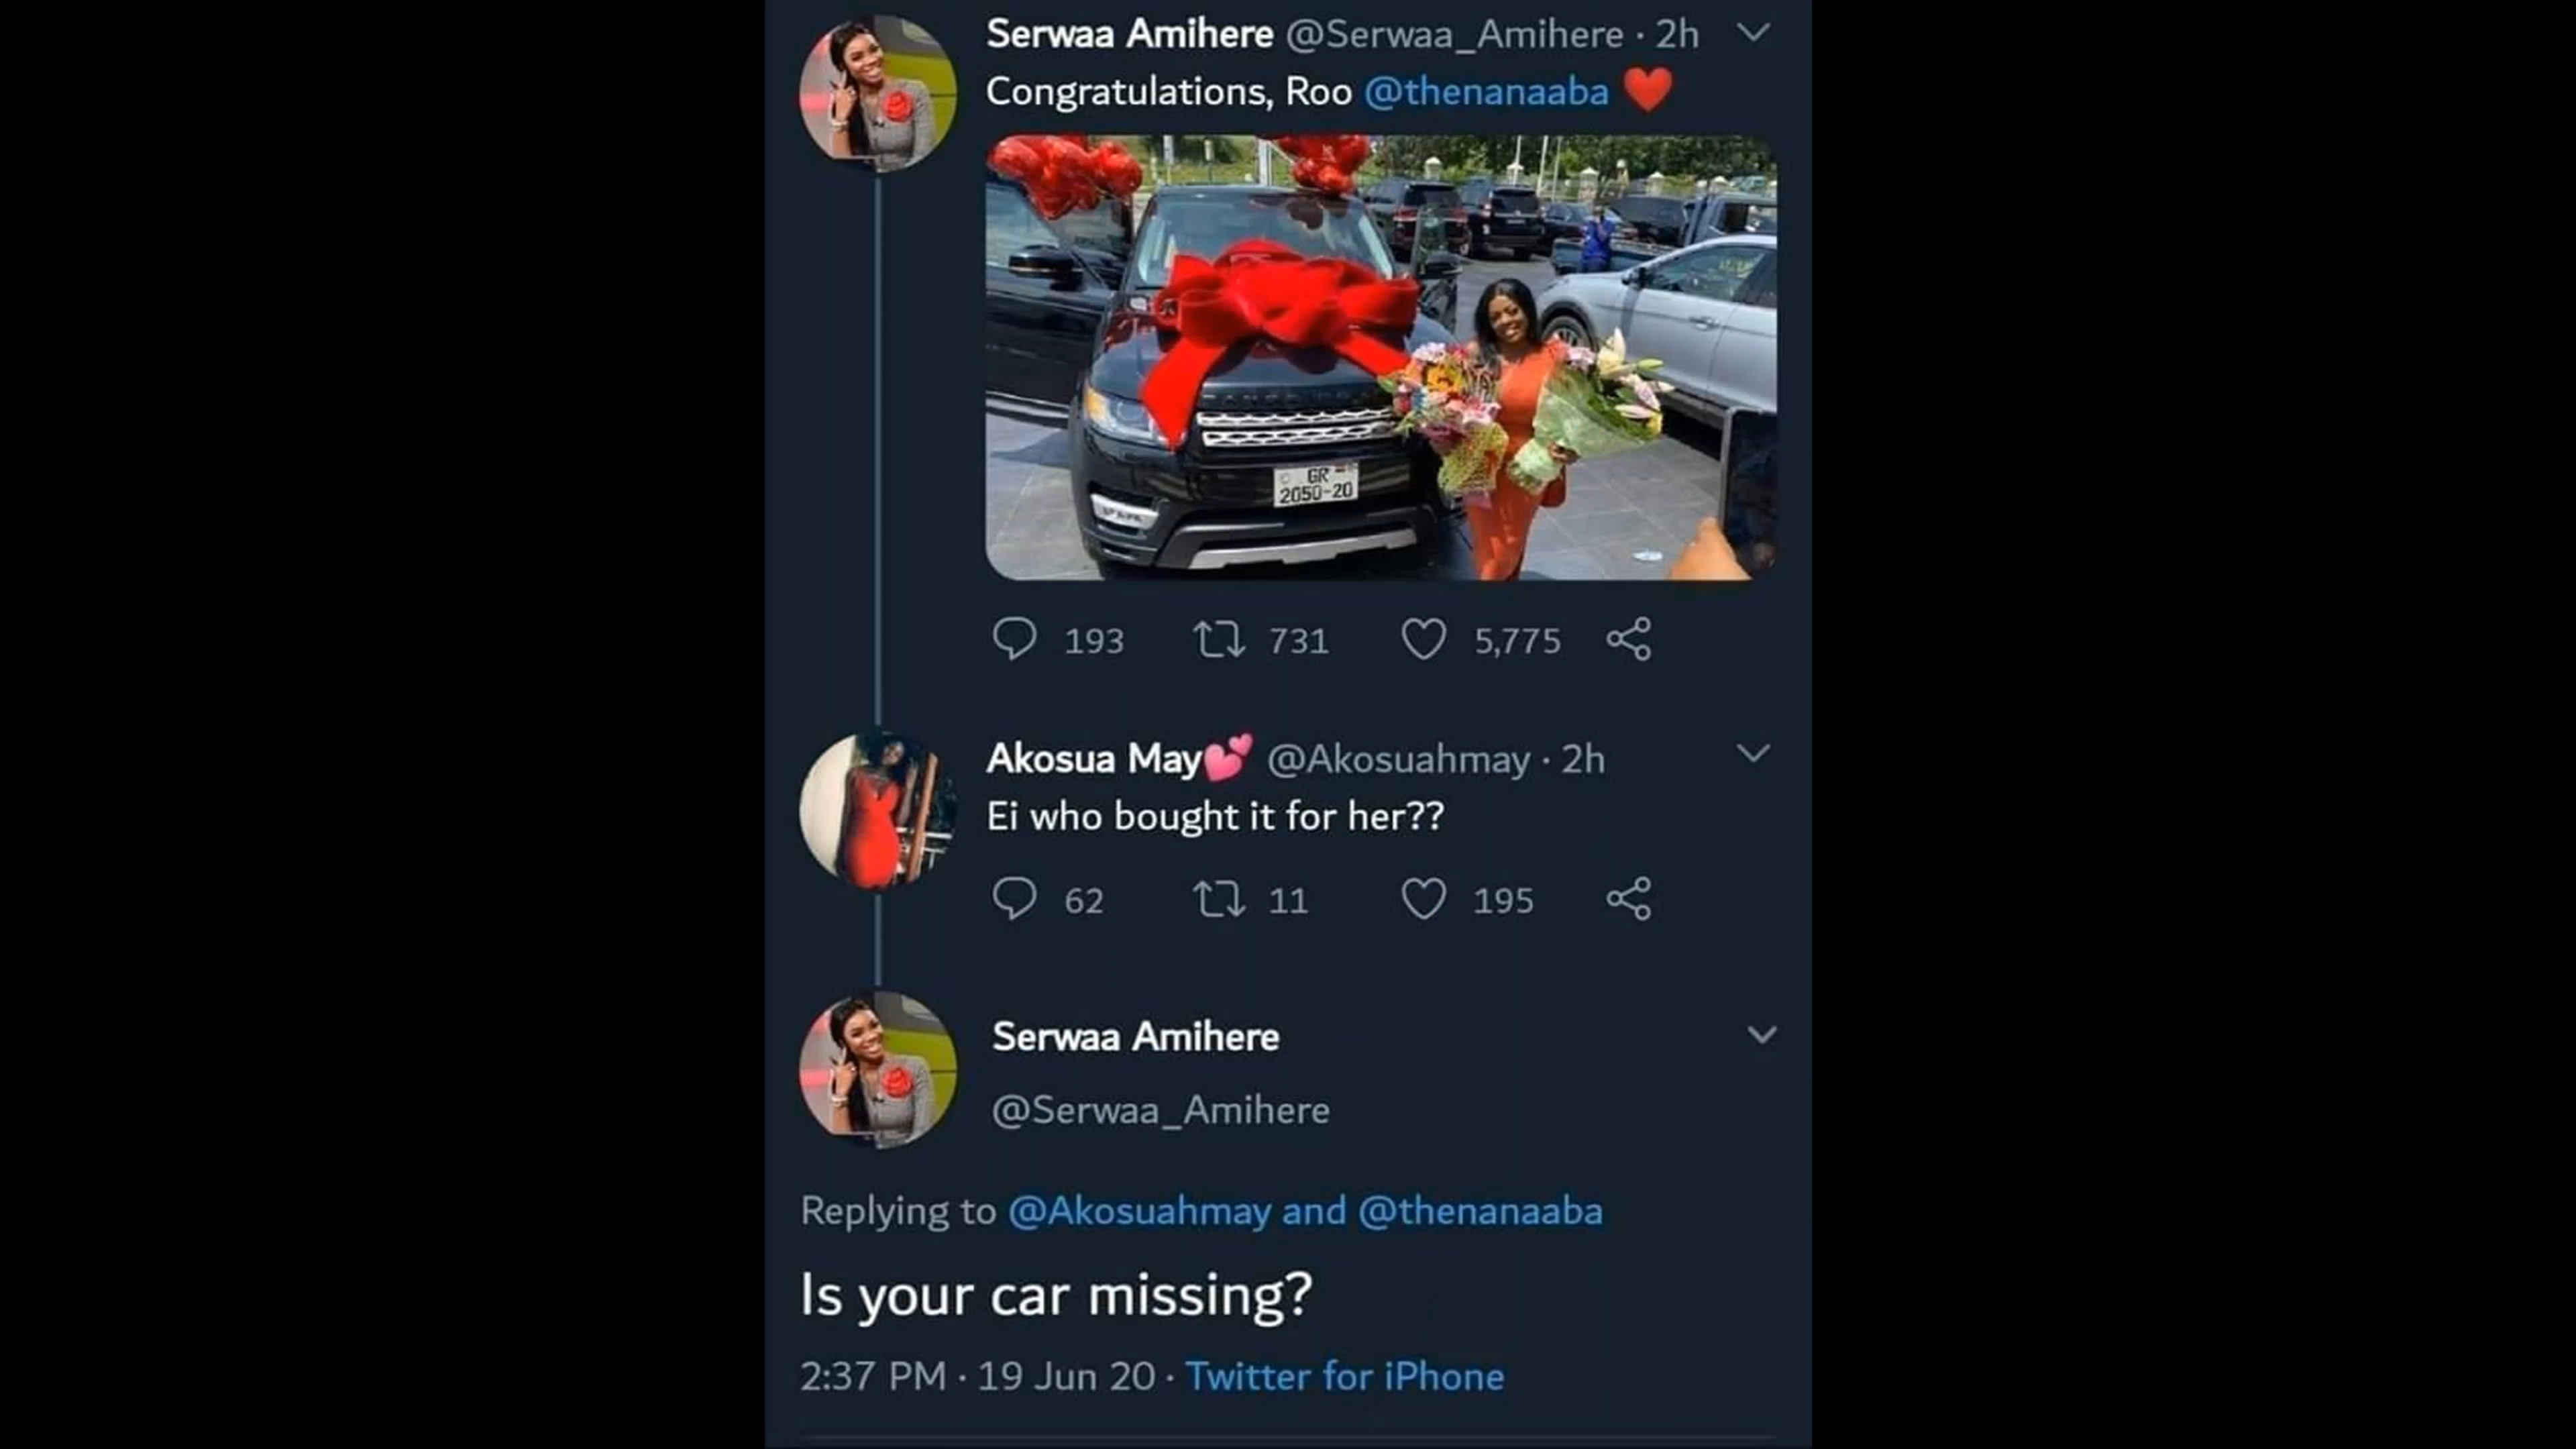 Serwaa Amihere @Serwaa_Amihere · 2h
Congratulations, Roo @thenanaaba ❤️
GR
2050-20
193 731 5,775
Akosua May💕 @Akosuahmay · 2h
Ei who bought it for her??
62 11 195
Serwaa Amihere
@Serwaa_Amihere
Replying to @Akosuahmay and @thenanaaba
Is your car missing?
2:37 PM · 19 Jun 20 · Twitter for iPhone